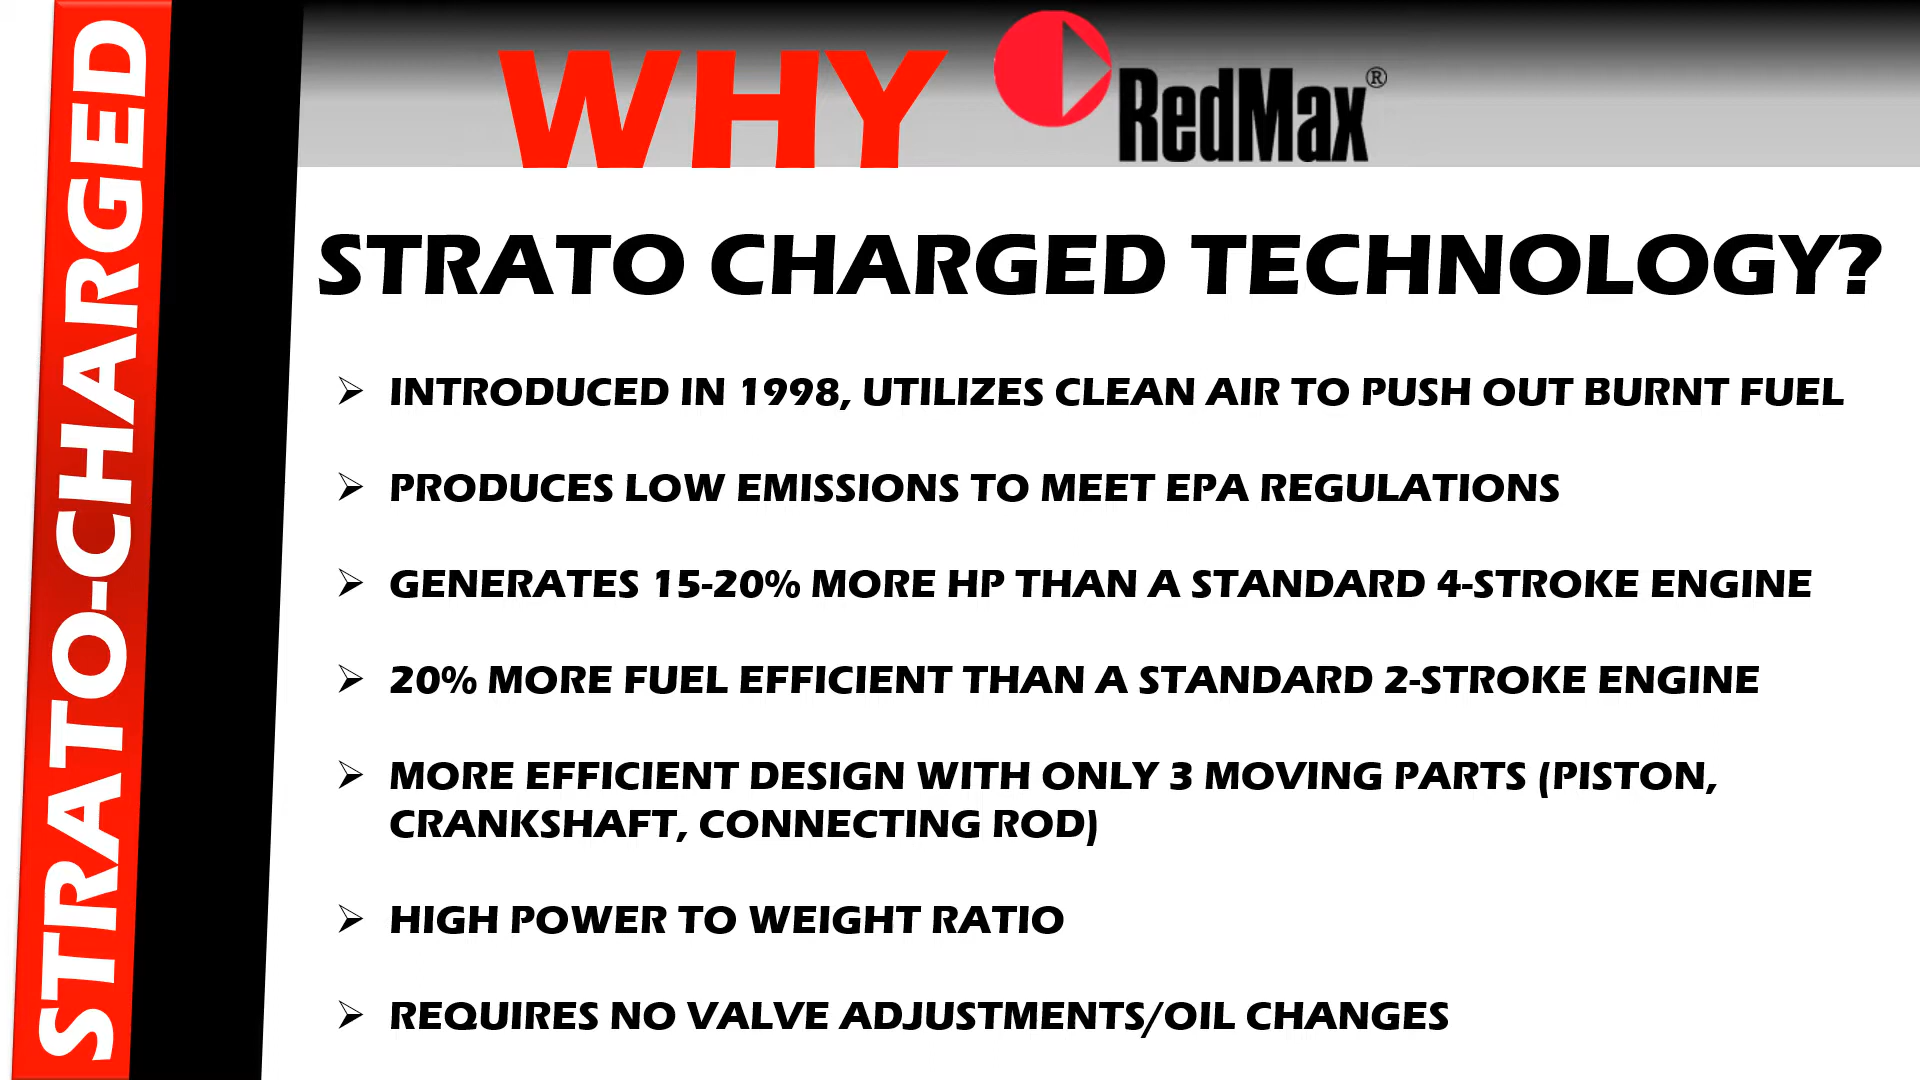 STRATO-CHARGED
WHY RedMax®
STRATO CHARGED TECHNOLOGY?
➢ INTRODUCED IN 1998, UTILIZES CLEAN AIR TO PUSH OUT BURNT FUEL
➢ PRODUCES LOW EMISSIONS TO MEET EPA REGULATIONS
➢ GENERATES 15-20% MORE HP THAN A STANDARD 4-STROKE ENGINE
➢ 20% MORE FUEL EFFICIENT THAN A STANDARD 2-STROKE ENGINE
➢ MORE EFFICIENT DESIGN WITH ONLY 3 MOVING PARTS (PISTON,
CRANKSHAFT, CONNECTING ROD)
➢ HIGH POWER TO WEIGHT RATIO
➢ REQUIRES NO VALVE ADJUSTMENTS/OIL CHANGES